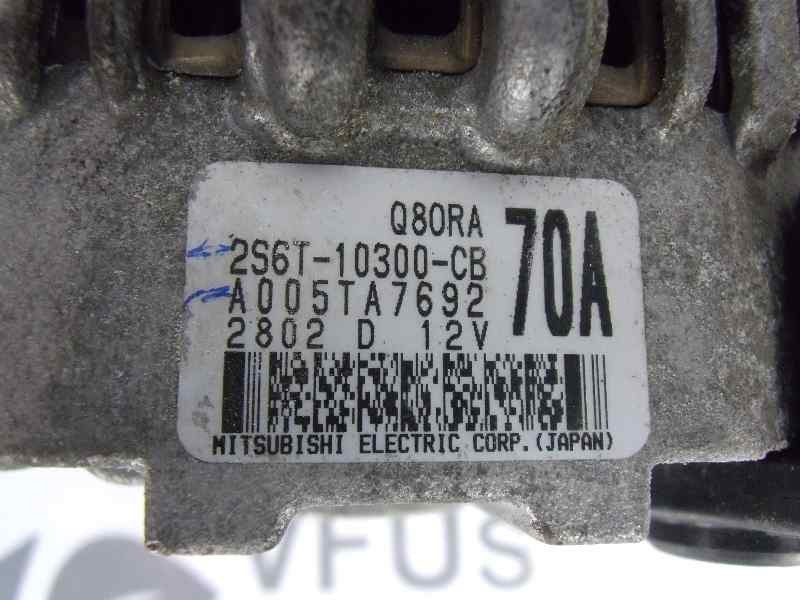 Q80RA
70A
2S6T-10300-CB
A005TA7692
2802 D 12V
MITSUBISHI ELECTRIC CORP.(JAPAN)
VFUS